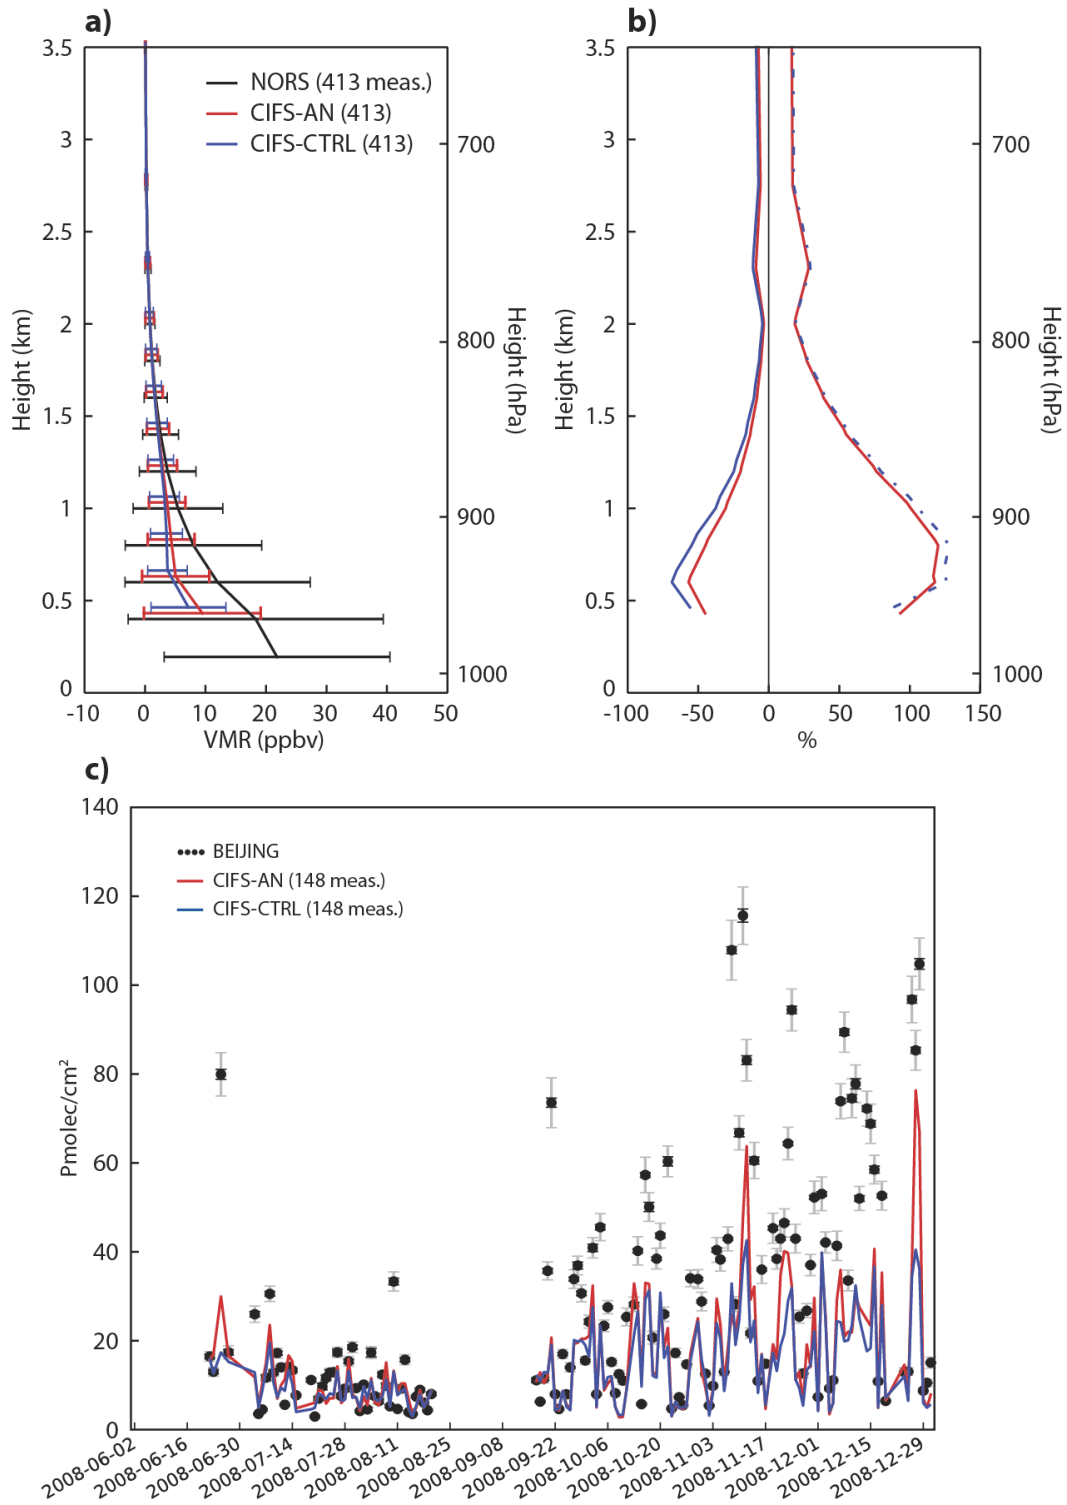 a)
3.5
3
2.5
2
1.5
1
0.5
0
Height (km)
NORS (413 meas.)
CIFS-AN (413)
CIFS-CTRL (413)
700
800
900
1000
Height (hPa)
-10 0 10 20 30 40 50
VMR (ppbv)
b)
3.5
3
2.5
2
1.5
1
0.5
0
Height (km)
700
800
900
1000
Height (hPa)
-100 -50 0 50 100 150
%
c)
140
120
100
80
60
40
20
0
Pmolec/cm²
BEIJING
CIFS-AN (148 meas.)
CIFS-CTRL (148 meas.)
2008-06-02 2008-06-16 2008-06-30 2008-07-14 2008-07-28 2008-08-11 2008-08-25 2008-09-08 2008-09-22 2008-10-06 2008-10-20 2008-11-03 2008-11-17 2008-12-01 2008-12-15 2008-12-29